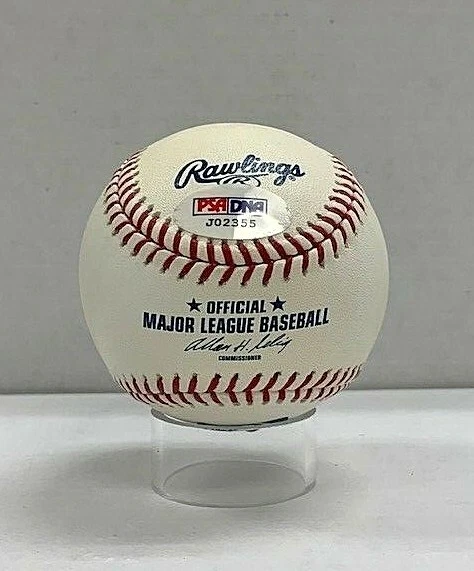 Rawlings
R
PSA DNA
J02355
★ OFFICIAL ★
MAJOR LEAGUE BASEBALL
Allan H. Selig
COMMISSIONER